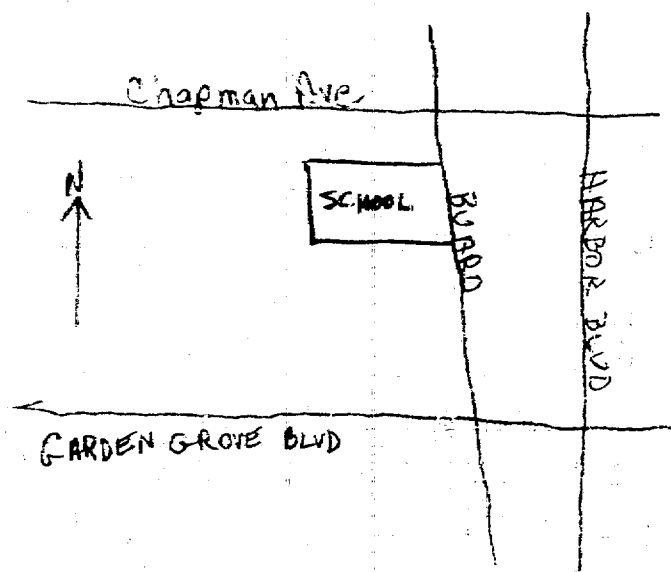 Chapman Ave.
N
SCHOOL.
BUARO
HARBOR BLVD
GARDEN GROVE BLVD